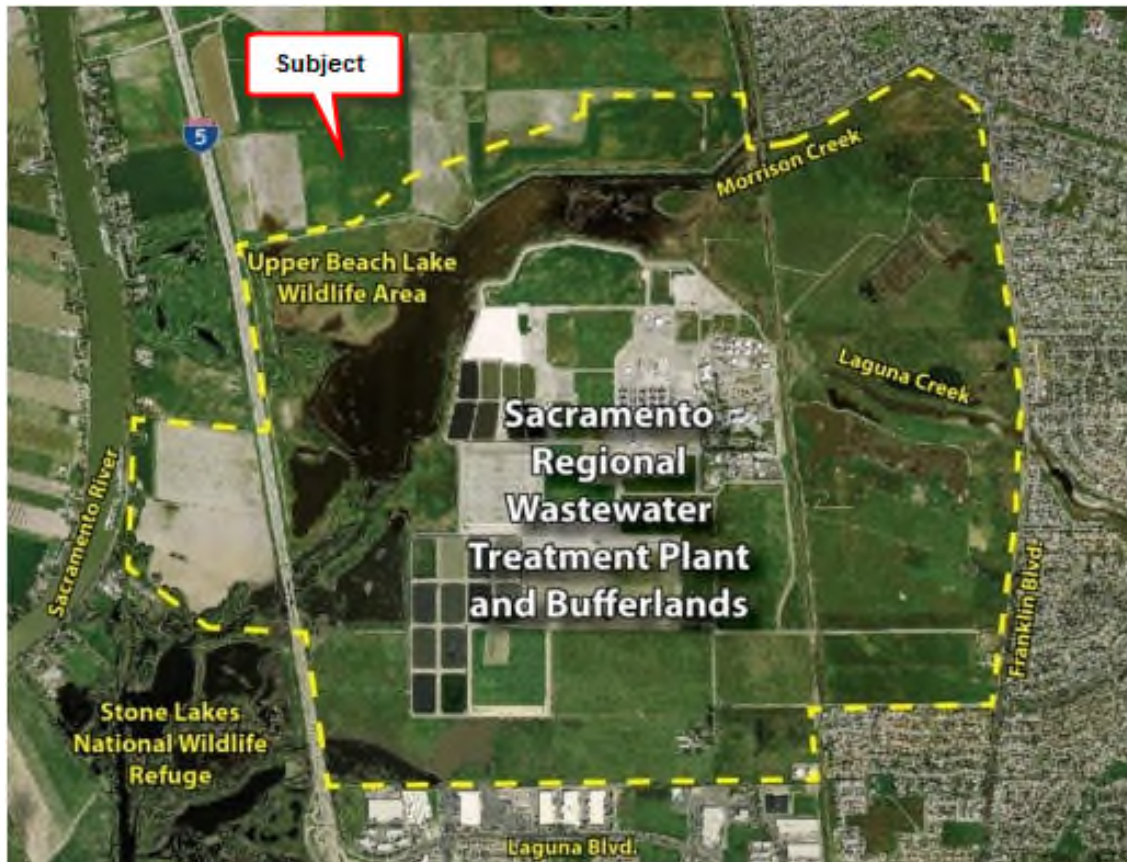 Subject
5
Morrison Creek
Upper Beach Lake
Wildlife Area
Laguna Creek
Sacramento
Regional
Wastewater
Treatment Plant
and Bufferlands
Sacramento River
Franklin Blvd.
Stone Lakes
National Wildlife
Refuge
Laguna Blvd.